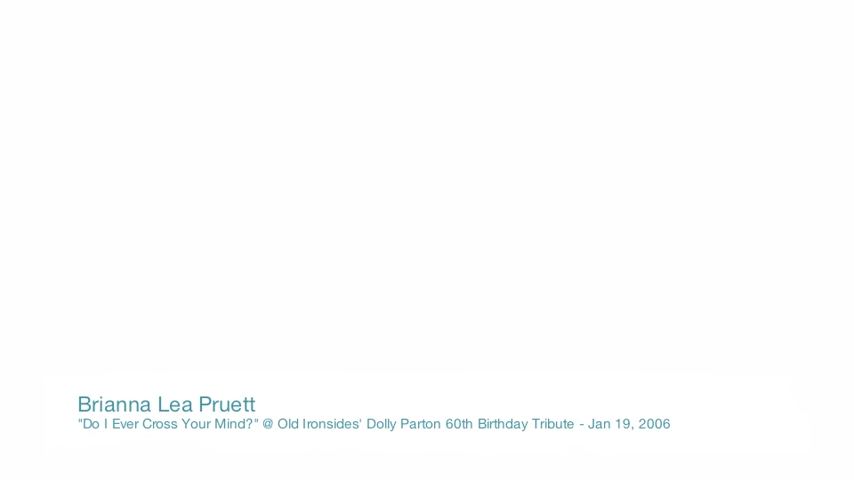 Brianna Lea Pruett
"Do I Ever Cross Your Mind?" @ Old Ironsides' Dolly Parton 60th Birthday Tribute - Jan 19, 2006